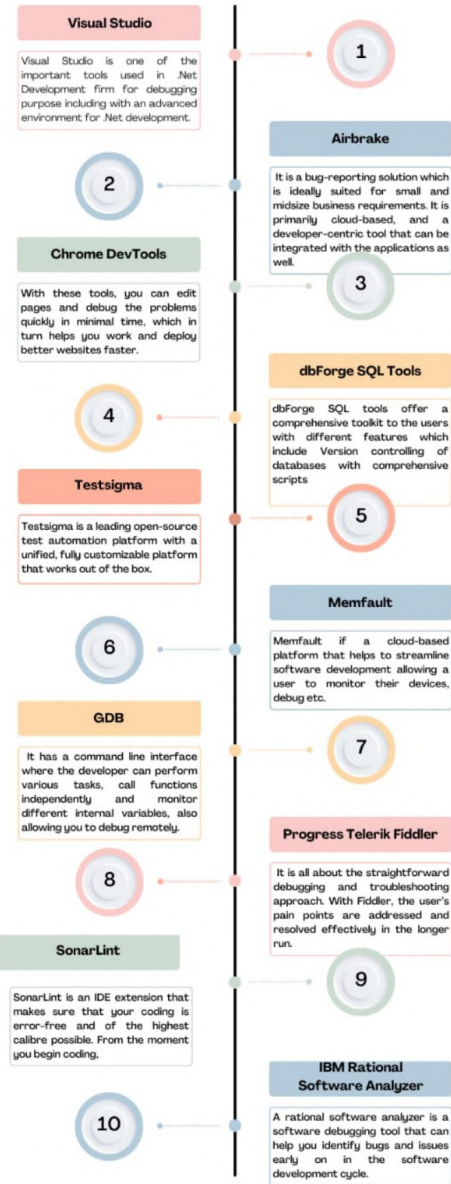 Visual Studio
1
Visual Studio is one of the
important tools used in .Net
Development firm for debugging
purpose including with an advanced
environment for .Net development.
Airbrake
2
It is a bug-reporting solution which
is ideally suited for small and
midsize business requirements. It is
primarily cloud-based, and a
developer-centric tool that can be
integrated with the applications as
well.
Chrome DevTools
3
With these tools, you can edit
pages and debug the problems
quickly in minimal time, which in
turn helps you work and deploy
better websites faster.
dbForge SQL Tools
4
dbForge SQL tools offer a
comprehensive toolkit to the users
with different features which
include Version controlling of
databases with comprehensive
scripts
Testsigma
5
Testsigma is a leading open-source
test automation platform with a
unified, fully customizable platform
that works out of the box.
Memfault
6
Memfault if a cloud-based
platform that helps to streamline
software development allowing a
user to monitor their devices,
debug etc.
GDB
7
It has a command line interface
where the developer can perform
various tasks, call functions
independently and monitor
different internal variables, also
allowing you to debug remotely.
Progress Telerik Fiddler
8
It is all about the straightforward
debugging and troubleshooting
approach. With Fiddler, the user's
pain points are addressed and
resolved effectively in the longer
run.
SonarLint
9
SonarLint is an IDE extension that
makes sure that your coding is
error-free and of the highest
calibre possible. From the moment
you begin coding,
IBM Rational
Software Analyzer
10
A rational software analyzer is a
software debugging tool that can
help you identify bugs and issues
early on in the software
development cycle.